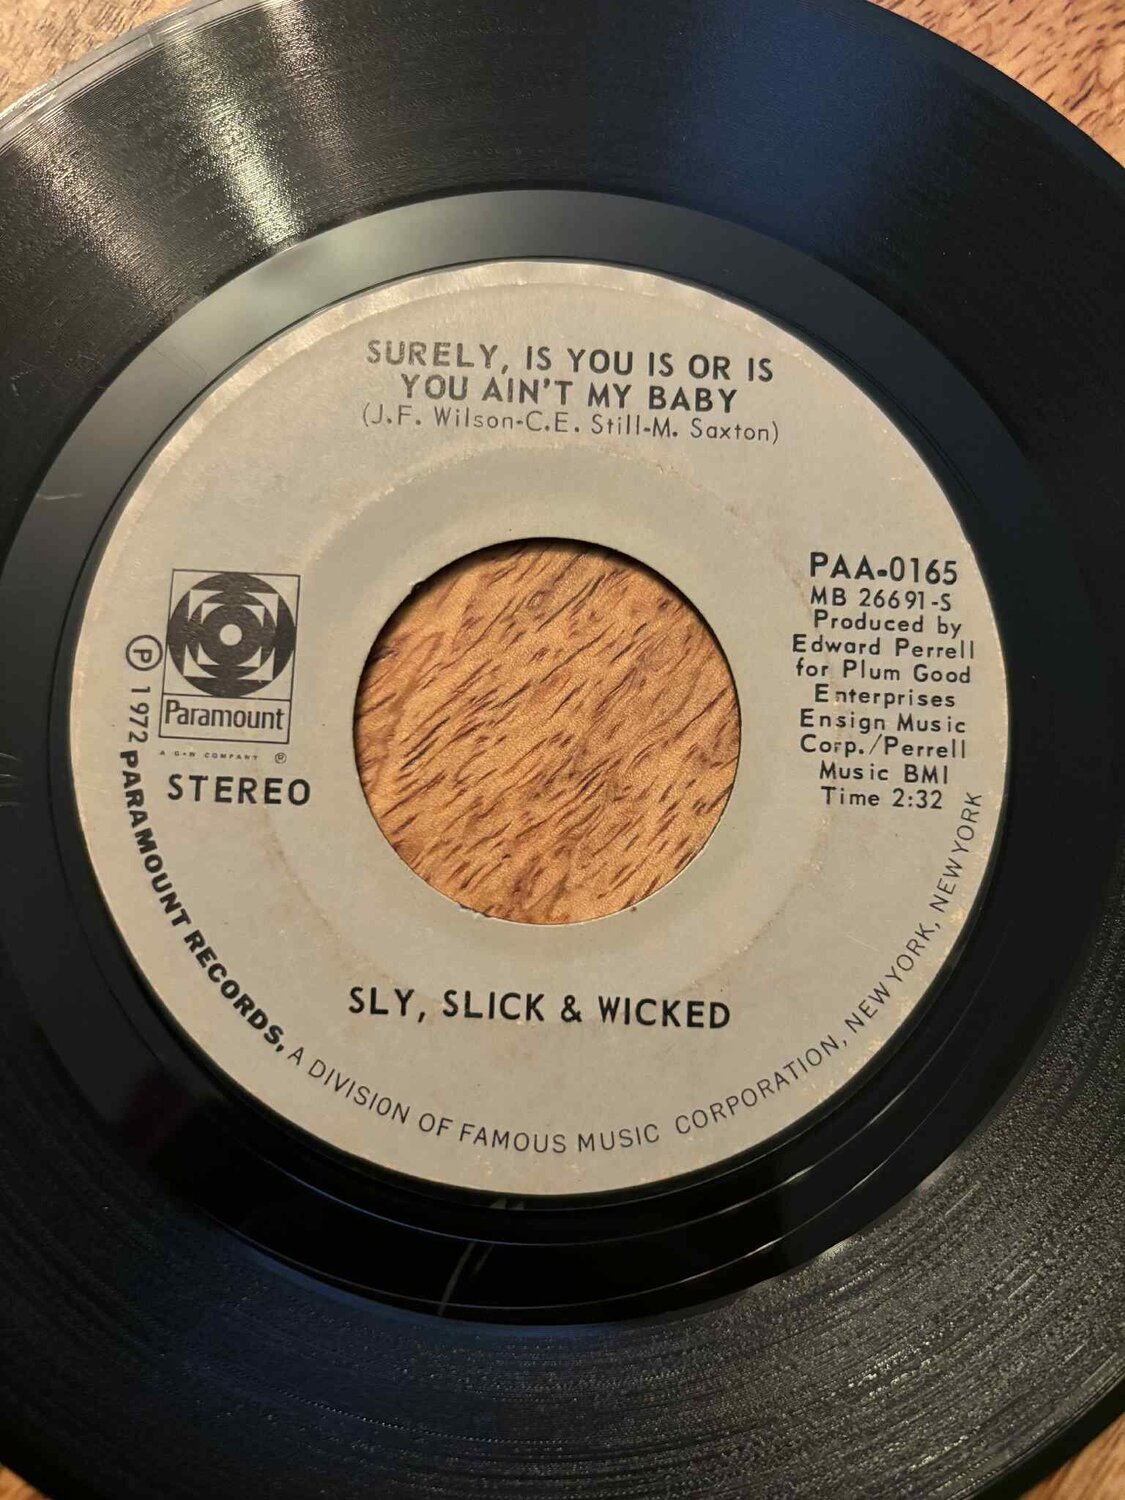 SURELY, IS YOU IS OR IS
YOU AIN'T MY BABY
(J.F. Wilson-C.E. Still-M. Saxton)
PAA-0165
MB 26691-S
Produced by
Edward Perrell
for Plum Good
Enterprises
Ensign Music
Corp./Perrell
Music BMI
Time 2:32
Paramount
A G+W COMPANY ®
STEREO
SLY, SLICK & WICKED
℗ 1972 PARAMOUNT RECORDS, A DIVISION OF FAMOUS MUSIC CORPORATION, NEW YORK, NEW YORK